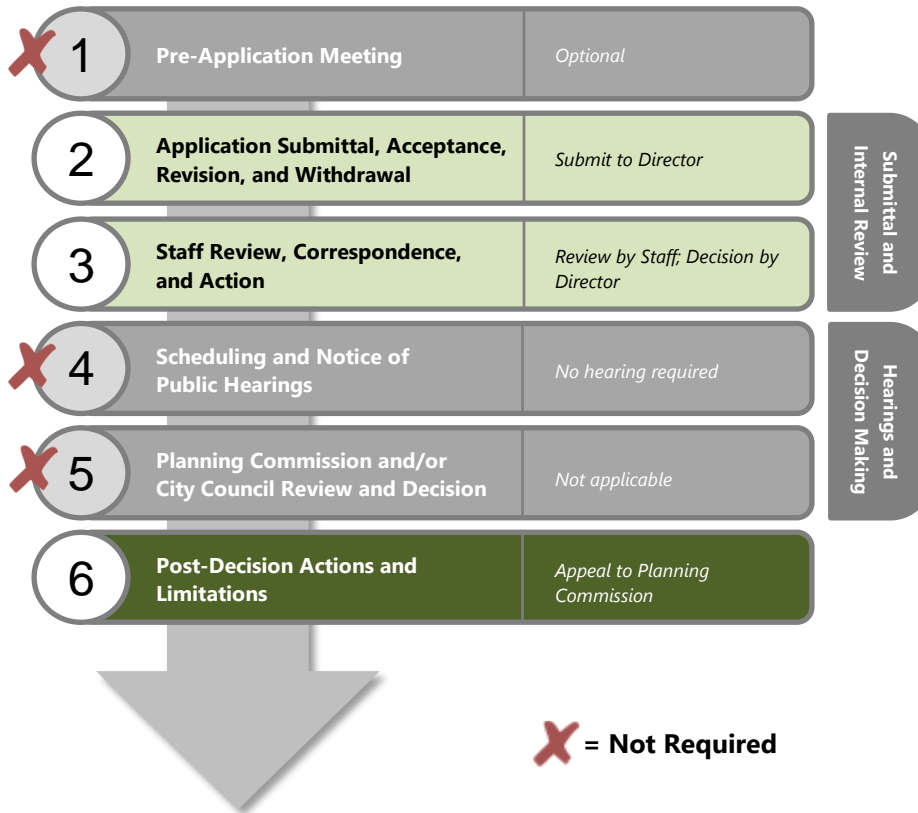 1
Pre-Application Meeting
Optional
2
Application Submittal, Acceptance,
Revision, and Withdrawal
Submit to Director
3
Staff Review, Correspondence,
and Action
Review by Staff; Decision by
Director
Submittal and
Internal Review
4
Scheduling and Notice of
Public Hearings
No hearing required
5
Planning Commission and/or
City Council Review and Decision
Not applicable
Hearings and
Decision Making
6
Post-Decision Actions and
Limitations
Appeal to Planning
Commission
= Not Required